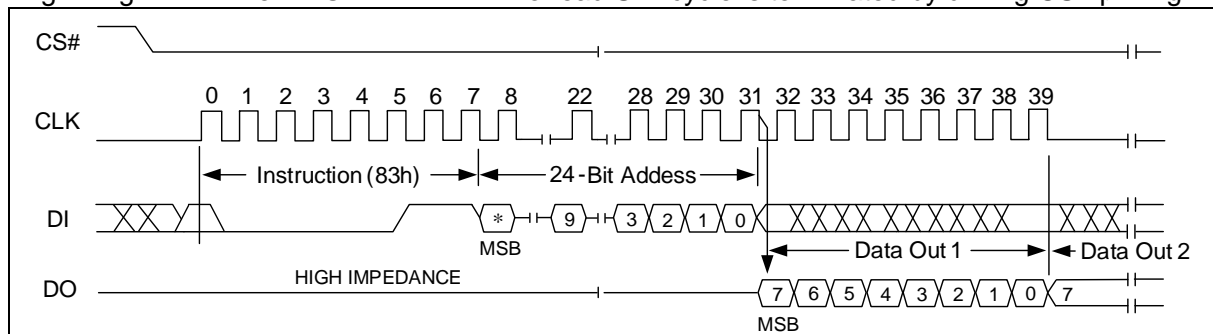 CS#
0 1 2 3 4 5 6 7 8 22 28 29 30 31 32 33 34 35 36 37 38 39
CLK
Instruction (83h) 24-Bit Addess
DI * 9 3 2 1 0
MSB
Data Out 1 Data Out 2
HIGH IMPEDANCE
DO 7 6 5 4 3 2 1 0 7
MSB